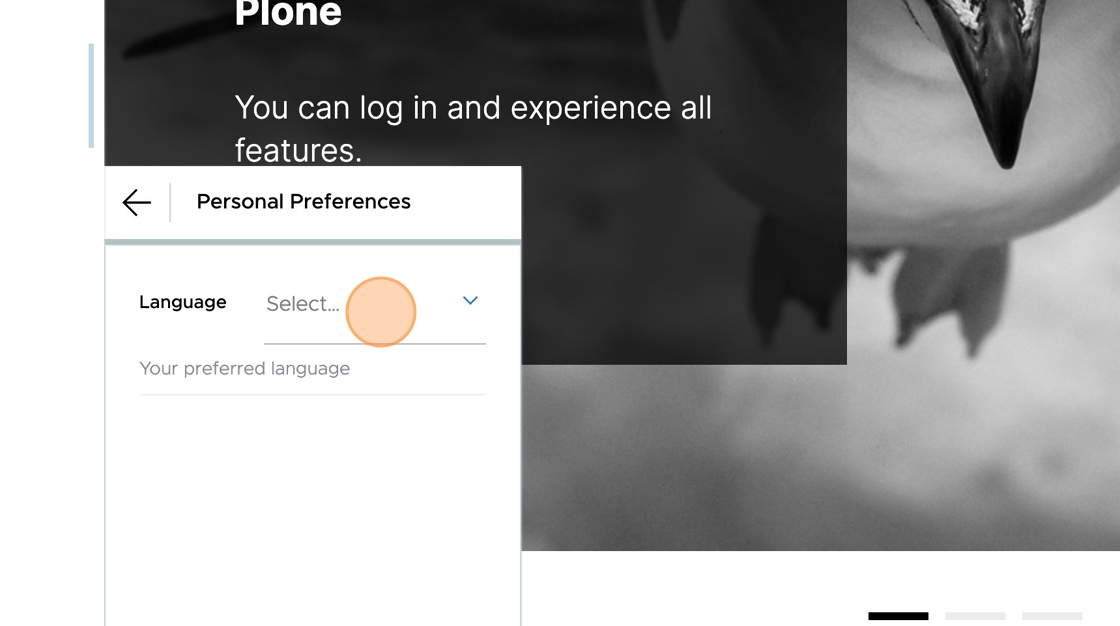 Plone
You can log in and experience all
features.
Personal Preferences
Language
Select...
Your preferred language